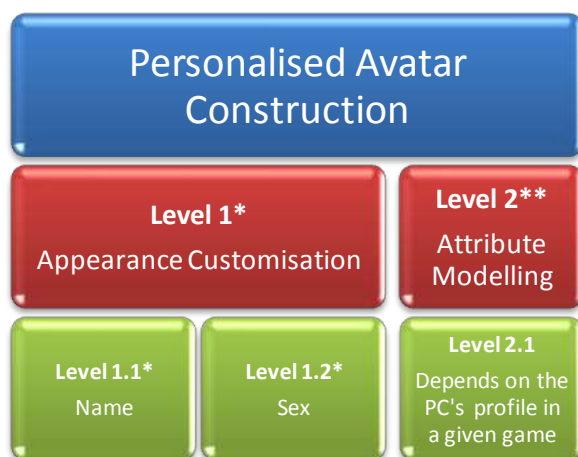 Personalised Avatar
Construction
Level 1*
Appearance Customisation
Level 2**
Attribute
Modelling
Level 1.1*
Name
Level 1.2*
Sex
Level 2.1
Depends on the
PC's profile in
a given game